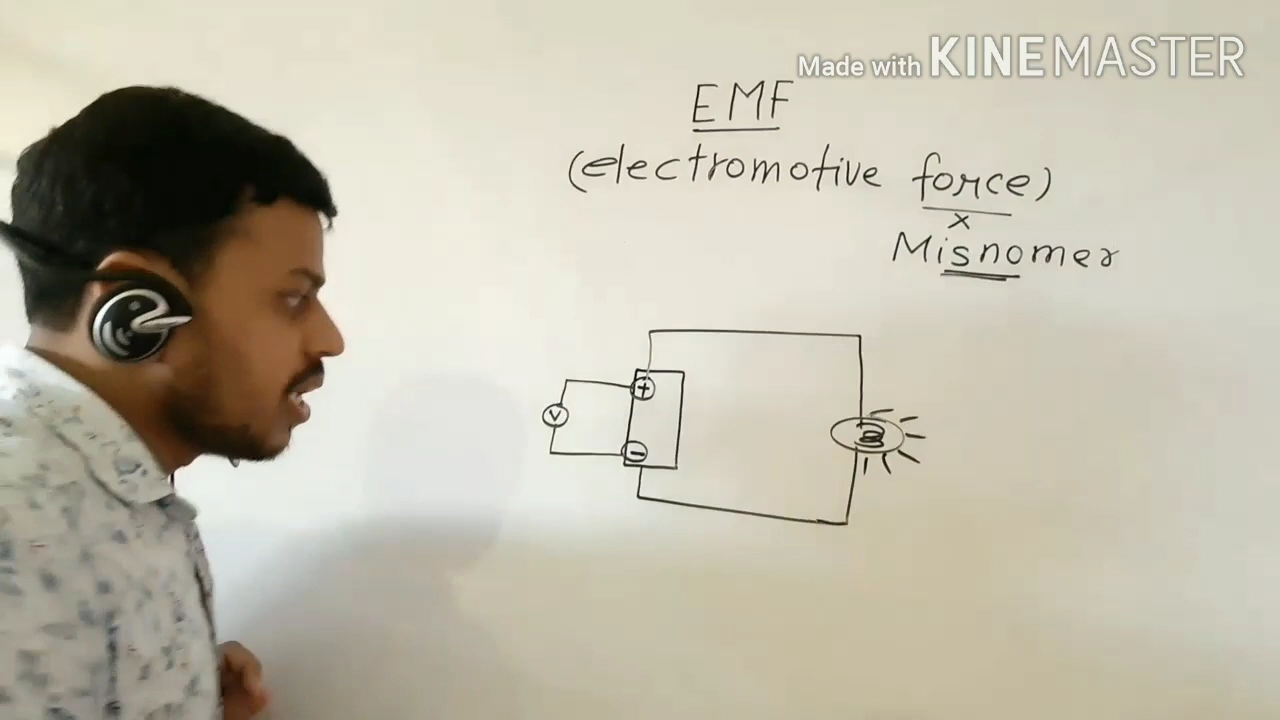 Made with KINEMASTER
EMF
(electromotive force)
x
Misnomer
+
V
-